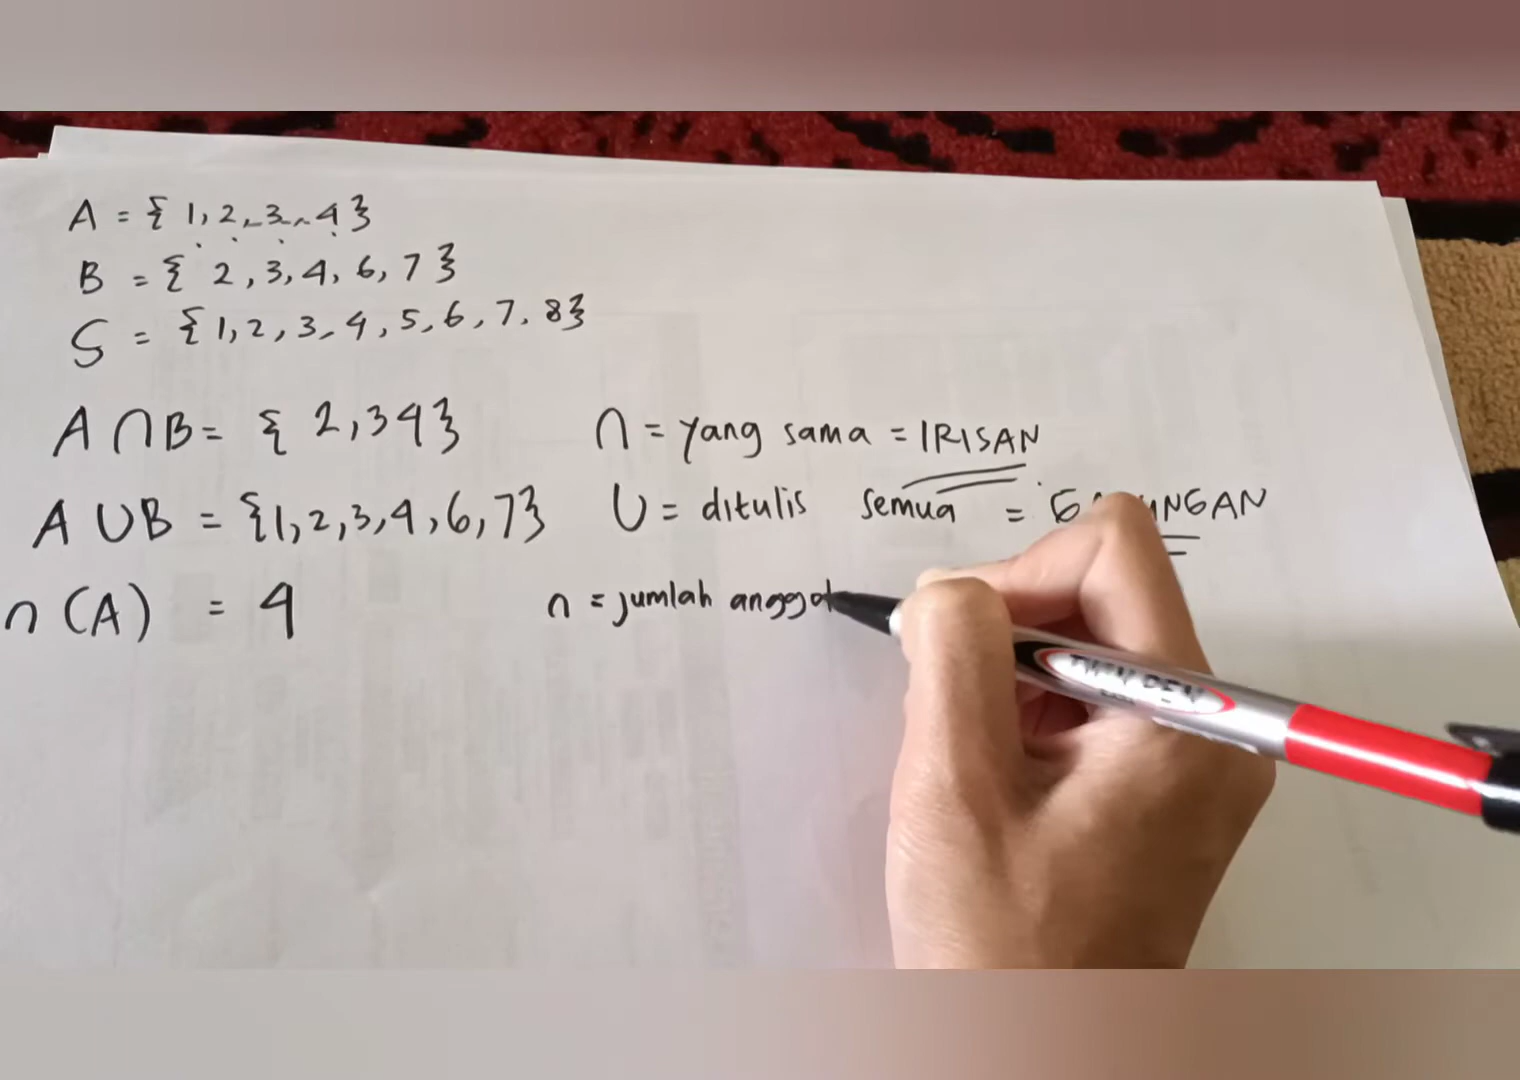 A = { 1, 2, 3, 4 }
B = { 2, 3, 4, 6, 7 }
S = { 1, 2, 3, 4, 5, 6, 7, 8 }
A ∩ B = { 2, 3 4 } ∩ = yang sama = IRISAN
A ∪ B = { 1, 2, 3, 4, 6, 7 } U = ditulis semua =
n (A) = 4 n = jumlah anggot